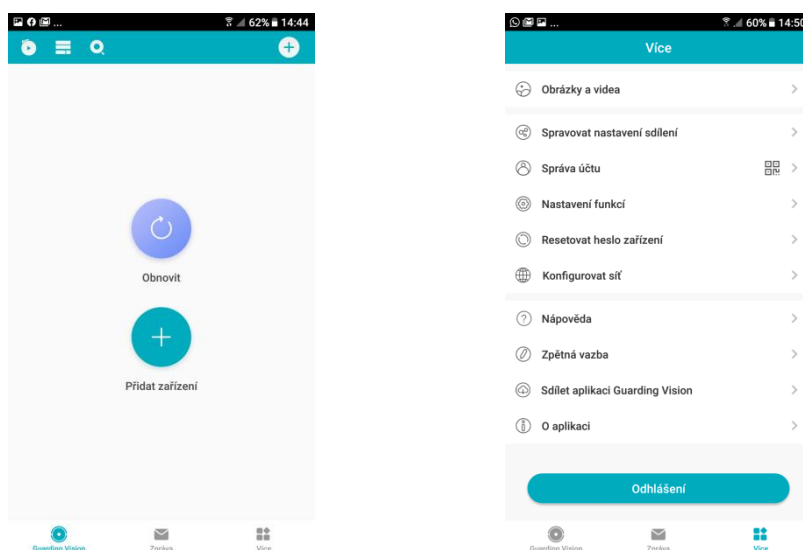 ... 62% 14:44
Obnovit
Přidat zařízení
Guarding Vision Zpráva Více
... 60% 14:50
Více
Obrázky a videa
Spravovat nastavení sdílení
Správa účtu
Nastavení funkcí
Resetovat heslo zařízení
Konfigurovat síť
Nápověda
Zpětná vazba
Sdílet aplikaci Guarding Vision
O aplikaci
Odhlášení
Guarding Vision Zpráva Více